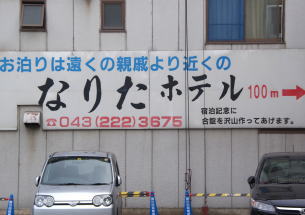 お泊りは遠くの親戚より近くの
なりたホテル 100m →
宿泊記念に
合鍵を沢山作ってあげます。
☎043(222)3675